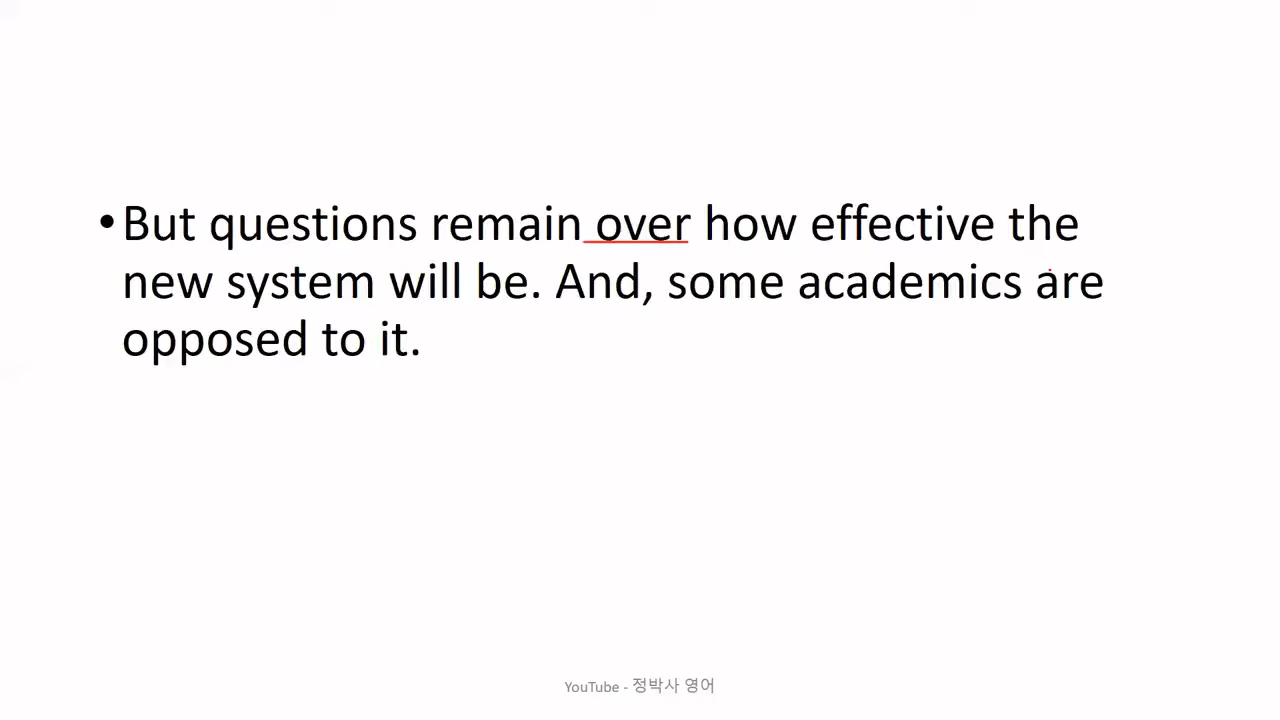 •But questions remain over how effective the
new system will be. And, some academics are
opposed to it.
YouTube - 정박사 영어